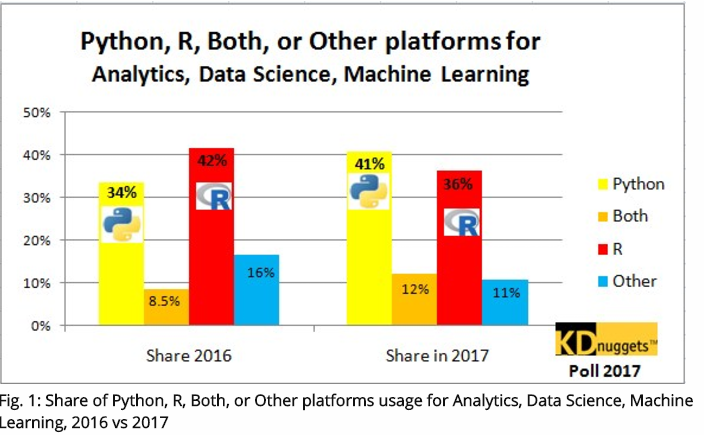 Python, R, Both, or Other platforms for
Analytics, Data Science, Machine Learning
50%
40%
30%
20%
10%
0%
34%
8.5%
42%
R
16%
41%
12%
36%
R
11%
Share 2016
Share in 2017
Python
Both
R
Other
KDnuggets™
Poll 2017
Fig. 1: Share of Python, R, Both, or Other platforms usage for Analytics, Data Science, Machine
Learning, 2016 vs 2017